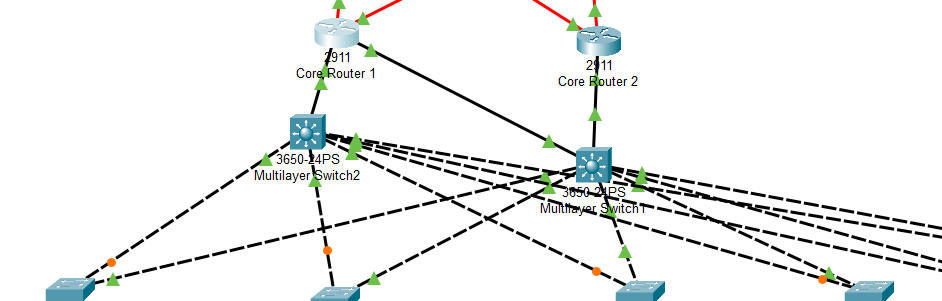 2911
Core Router 1
2911
Core Router 2
3650-24PS
Multilayer Switch2
3650-24PS
Multilayer Switch1